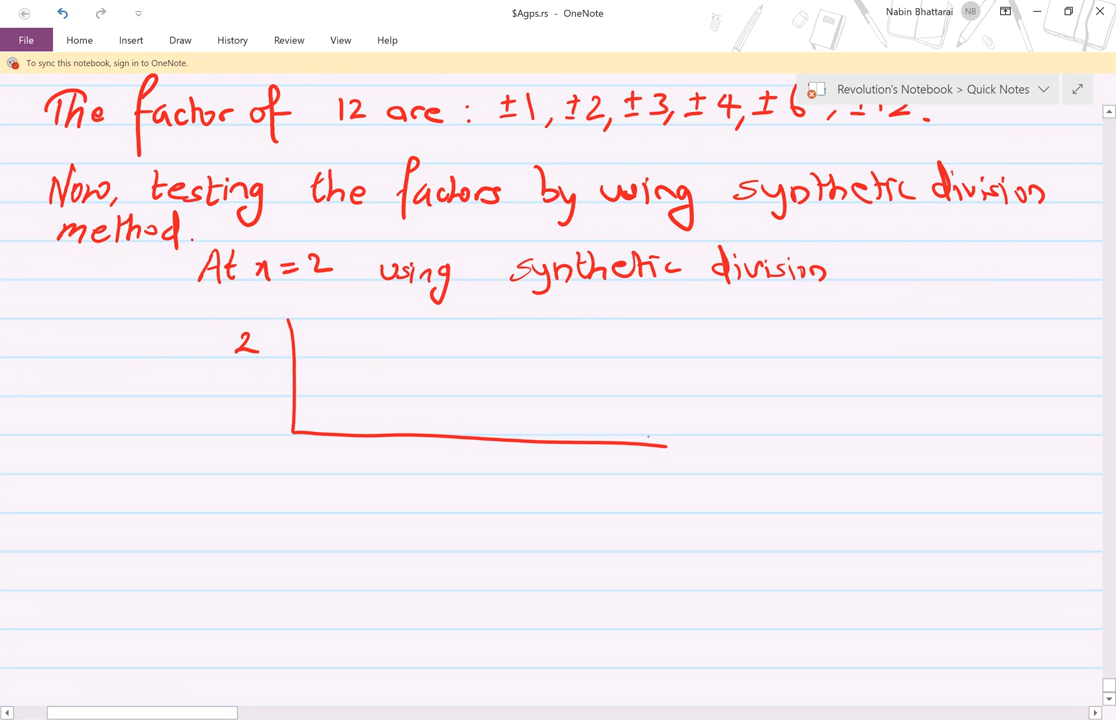 $Agps.rs - OneNote
Nabin Bhattarai NB
File Home Insert Draw History Review View Help
To sync this notebook, sign in to OneNote.
Revolution's Notebook > Quick Notes
The factor of 12 are : ±1, ±2, ±3, ±4, ±6, ±12.
Now, testing the factors by using synthetic division
method.
At x = 2 using synthetic division
2